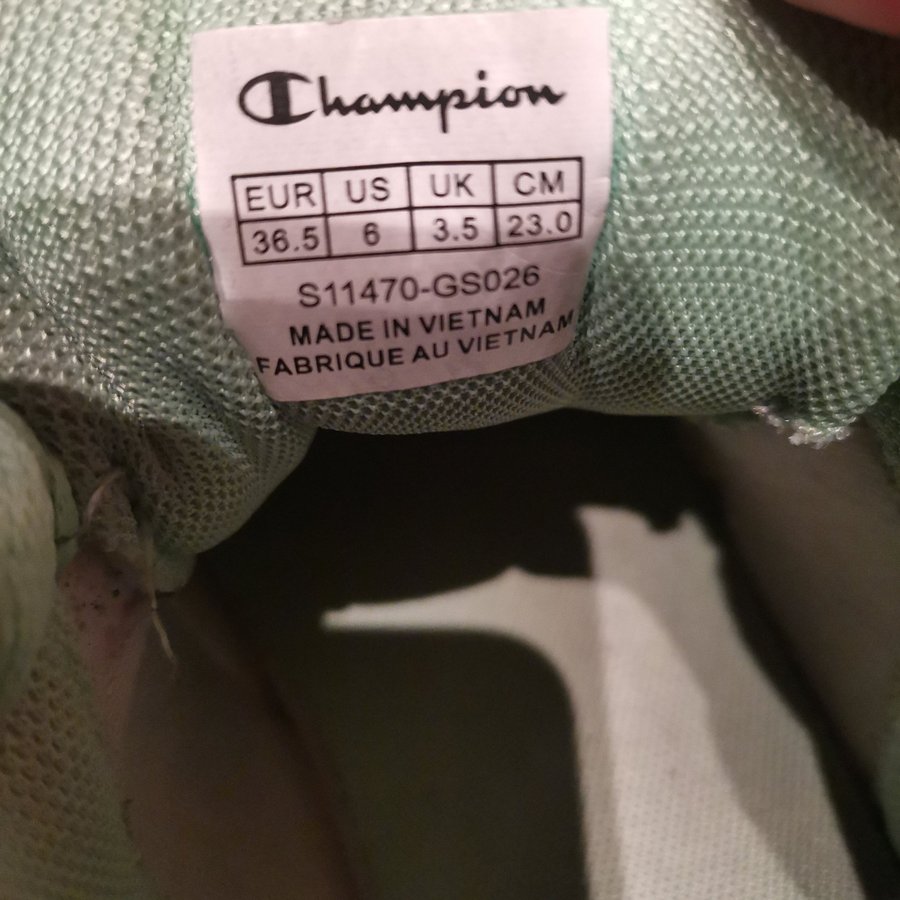 Champion
EUR US UK CM
36.5 6 3.5 23.0
S11470-GS026
MADE IN VIETNAM
FABRIQUE AU VIETNAM